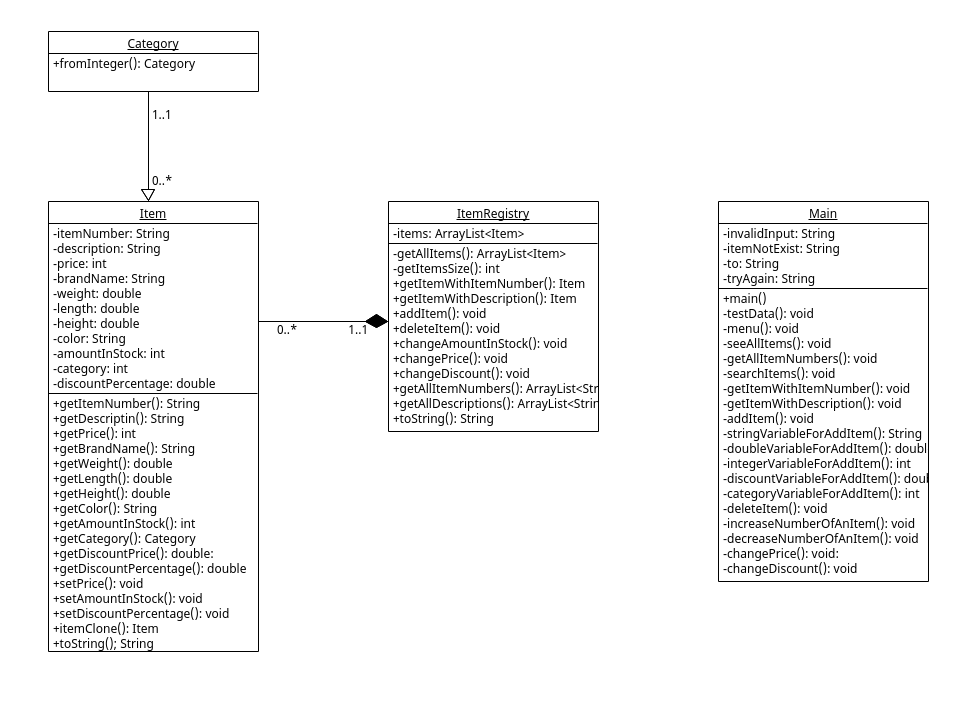 Category
+fromInteger(): Category
1..1
0..*
Item
-itemNumber: String
-description: String
-price: int
-brandName: String
-weight: double
-length: double
-height: double
-color: String
-amountInStock: int
-category: int
-discountPercentage: double
+getItemNumber(): String
+getDescriptin(): String
+getPrice(): int
+getBrandName(): String
+getWeight(): double
+getLength(): double
+getHeight(): double
+getColor(): String
+getAmountInStock(): int
+getCategory(): Category
+getDiscountPrice(): double:
+getDiscountPercentage(): double
+setPrice(): void
+setAmountInStock(): void
+setDiscountPercentage(): void
+itemClone(): Item
+toString(); String
0..*
1..1
ItemRegistry
-items: ArrayList<Item>
-getAllItems(): ArrayList<Item>
-getItemsSize(): int
+getItemWithItemNumber(): Item
+getItemWithDescription(): Item
+addItem(): void
+deleteItem(): void
+changeAmountInStock(): void
+changePrice(): void
+changeDiscount(): void
+getAllItemNumbers(): ArrayList<Str
+getAllDescriptions(): ArrayList<Strin
+toString(): String
Main
-invalidInput: String
-itemNotExist: String
-to: String
-tryAgain: String
+main()
-testData(): void
-menu(): void
-seeAllItems(): void
-getAllItemNumbers(): void
-searchItems(): void
-getItemWithItemNumber(): void
-getItemWithDescription(): void
-addItem(): void
-stringVariableForAddItem(): String
-doubleVariableForAddItem(): doubl
-integerVariableForAddItem(): int
-discountVariableForAddItem(): doul
-categoryVariableForAddItem(): int
-deleteItem(): void
-increaseNumberOfAnItem(): void
-decreaseNumberOfAnItem(): void
-changePrice(): void:
-changeDiscount(): void